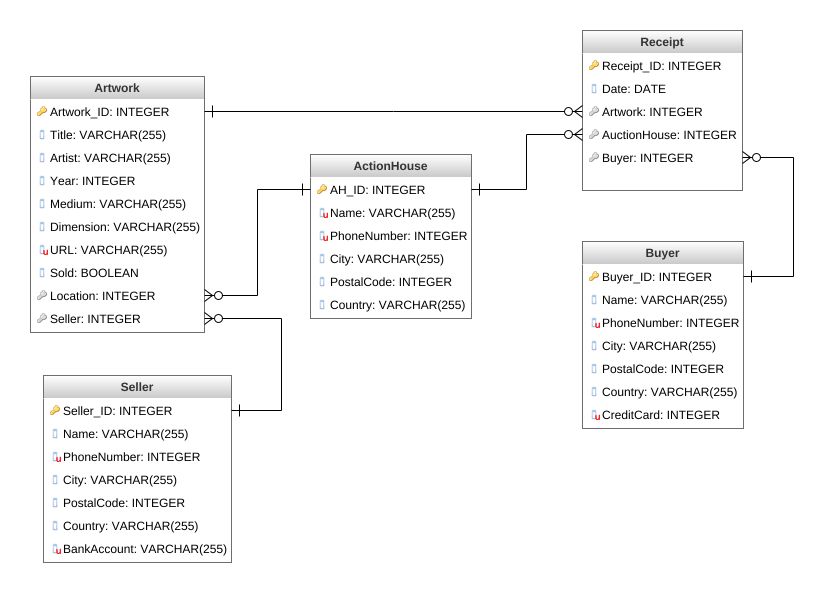 Artwork
Artwork_ID: INTEGER
Title: VARCHAR(255)
Artist: VARCHAR(255)
Year: INTEGER
Medium: VARCHAR(255)
Dimension: VARCHAR(255)
URL: VARCHAR(255)
Sold: BOOLEAN
Location: INTEGER
Seller: INTEGER
Seller
Seller_ID: INTEGER
Name: VARCHAR(255)
PhoneNumber: INTEGER
City: VARCHAR(255)
PostalCode: INTEGER
Country: VARCHAR(255)
BankAccount: VARCHAR(255)
ActionHouse
AH_ID: INTEGER
Name: VARCHAR(255)
PhoneNumber: INTEGER
City: VARCHAR(255)
PostalCode: INTEGER
Country: VARCHAR(255)
Receipt
Receipt_ID: INTEGER
Date: DATE
Artwork: INTEGER
AuctionHouse: INTEGER
Buyer: INTEGER
Buyer
Buyer_ID: INTEGER
Name: VARCHAR(255)
PhoneNumber: INTEGER
City: VARCHAR(255)
PostalCode: INTEGER
Country: VARCHAR(255)
CreditCard: INTEGER